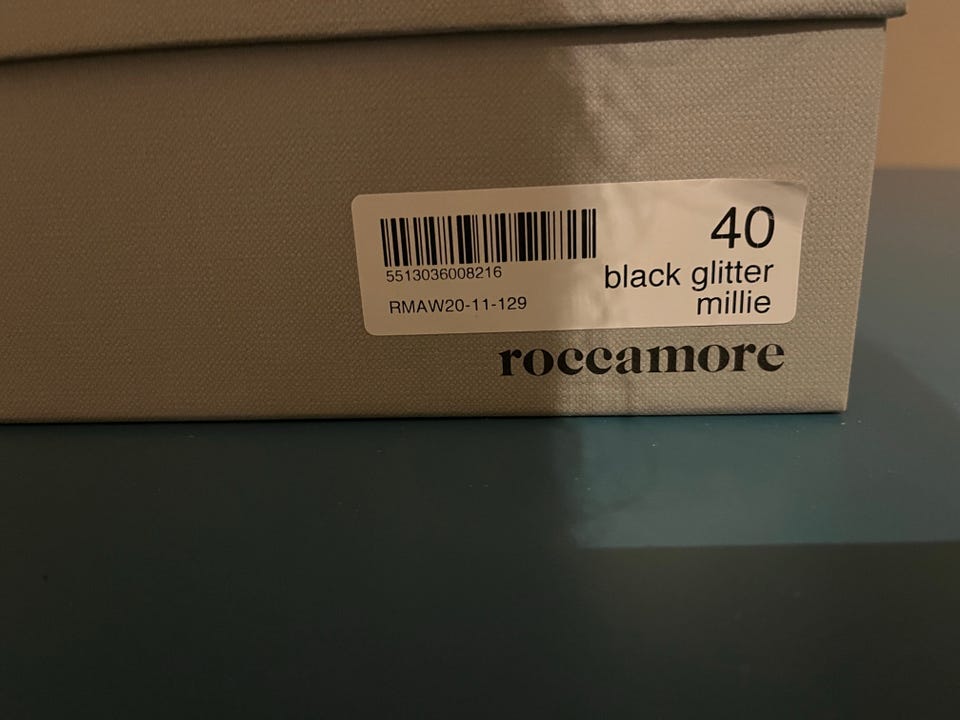 40
5513036008216
black glitter
RMAW20-11-129
millie
roccamore